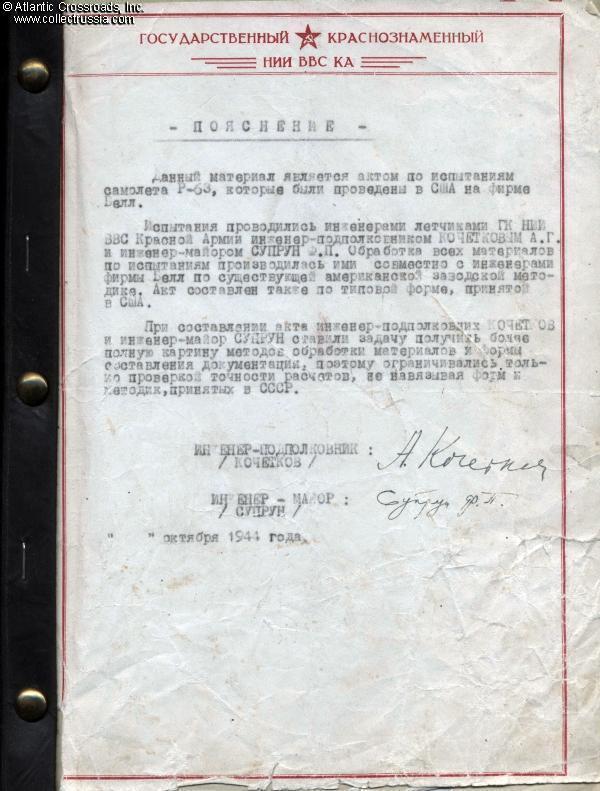 © Atlantic Crossroads, Inc.
www.collectrussia.com
ГОСУДАРСТВЕННЫЙ КРАСНОЗНАМЕННЫЙ
НИИ ВВС КА
- ПОЯСНЕНИЕ -
Данный материал является актом по испытаниям
самолета Р-63, которые были проведены в США на фирме
Белл.
Испытания проводились инженерами летчиками ГК НИИ
ВВС Красной Армии инженер-подполковником КОЧЕТКОВЫМ А.Г.
и инженер-майором СУПРУН Ф.П. Обработка всех материалов
по испытаниям производилась ими совместно с инженерами
фирмы Белл по существующей американской заводской мето-
дике. Акт составлен также по типовой форме, принятой
в США.
При составлении акта инженер-подполковник КОЧЕТКОВ
и инженер-майор СУПРУН ставили задачу получить более
полную картину методов обработки материалов и формы
составления документации, поэтому ограничивались толь-
ко проверкой точности расчетов, не навязывая форм и
методик,принятых в СССР.
ИНЖЕНЕР-ПОДПОЛКОВНИК :
/ КОЧЕТКОВ /
А. Кочетков
ИНЖЕНЕР - МАЙОР :
/ СУПРУН /
Супрун Ф.П.
" " октября 1944 года.